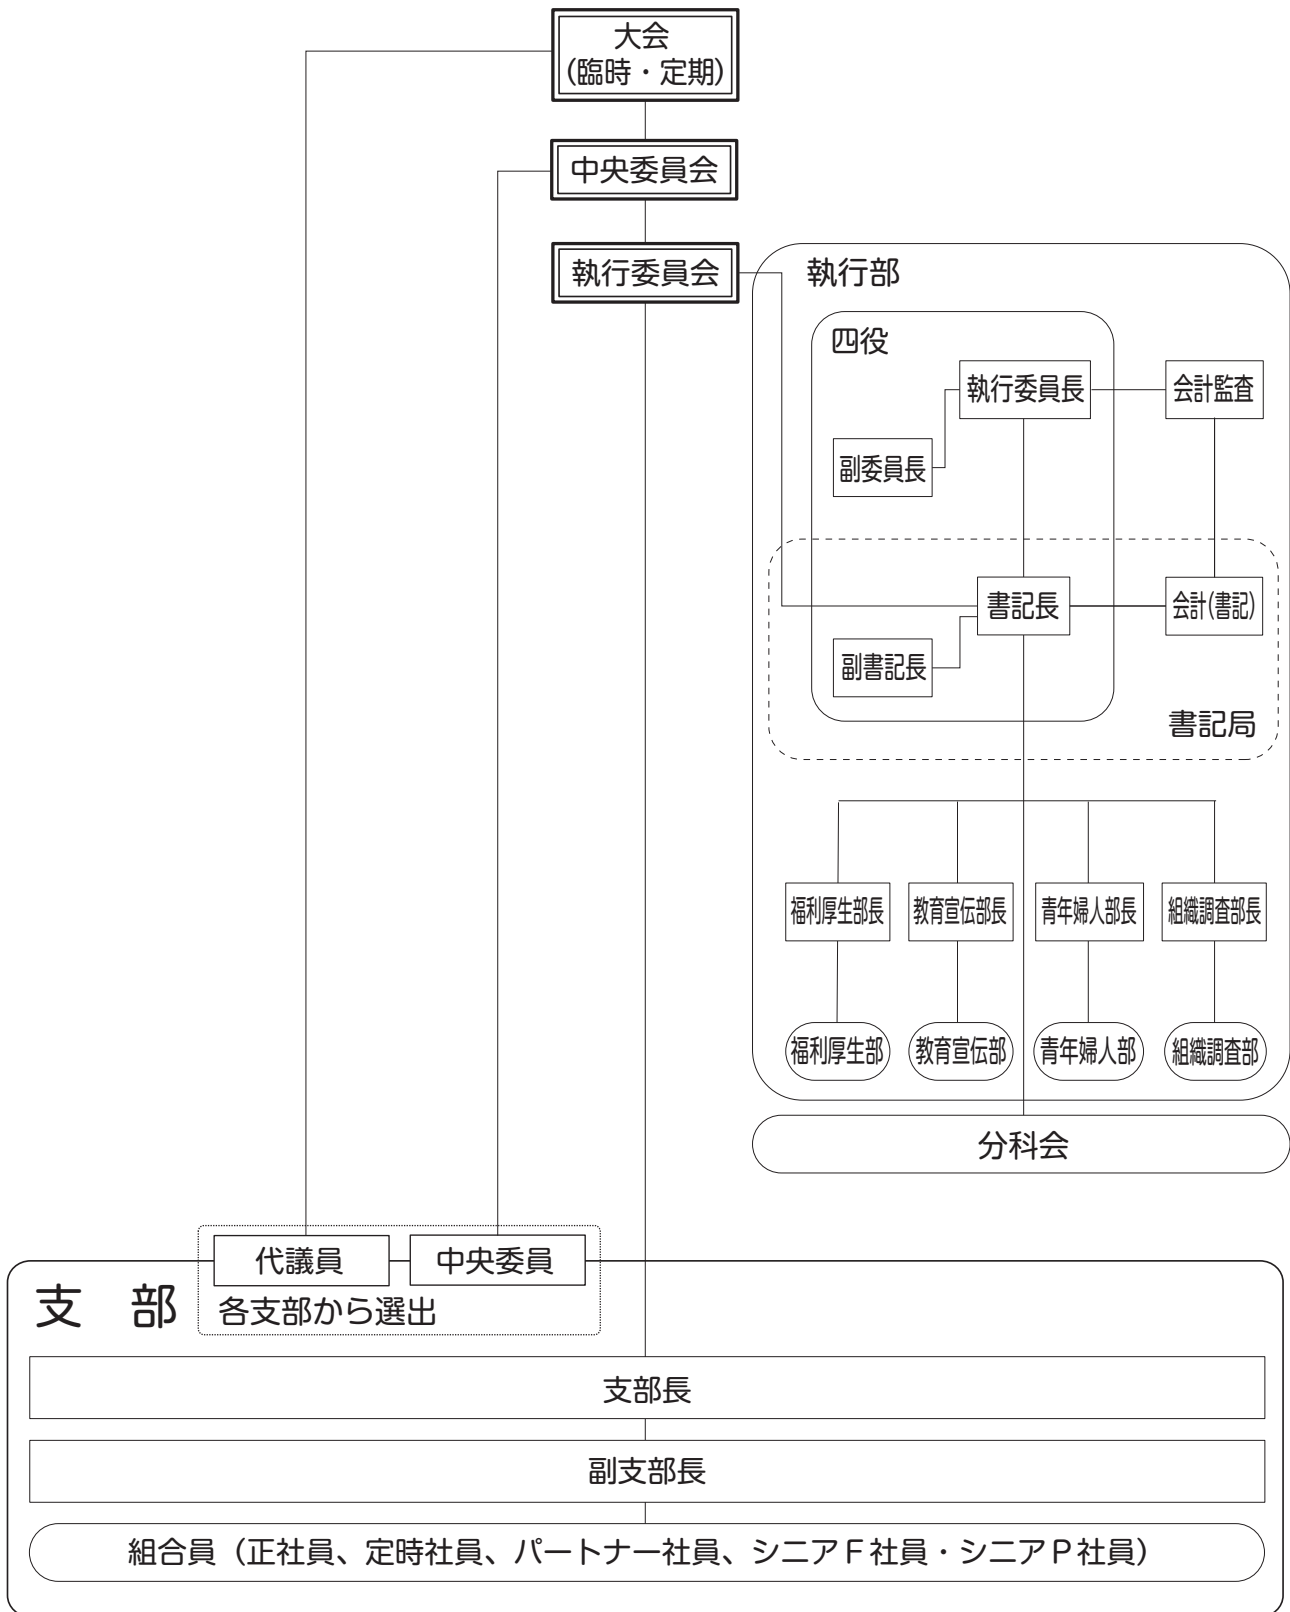 大会
(臨時・定期)
中央委員会
執行委員会
執行部
四役
執行委員長
会計監査
副委員長
書記長
会計(書記)
副書記長
書記局
福利厚生部長
教育宣伝部長
青年婦人部長
組織調査部長
福利厚生部
教育宣伝部
青年婦人部
組織調査部
分科会
代議員
中央委員
支　部
各支部から選出
支部長
副支部長
組合員（正社員、定時社員、パートナー社員、シニアＦ社員・シニアＰ社員）